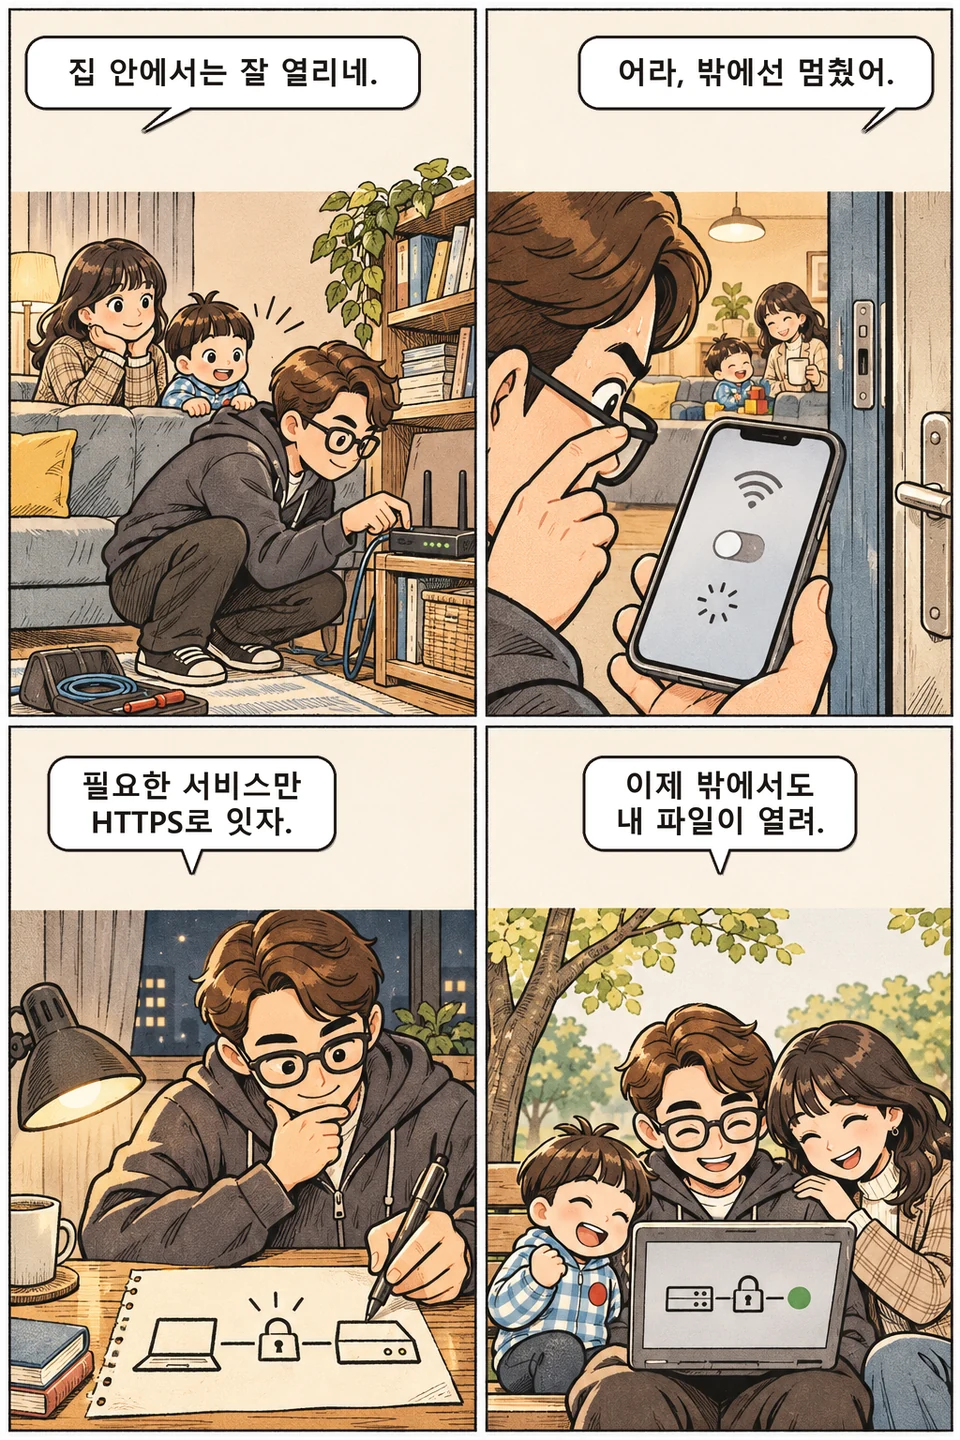 집 안에서는 잘 열리네.
어라, 밖에선 멈췄어.
필요한 서비스만
HTTPS로 잇자.
이제 밖에서도
내 파일이 열려.